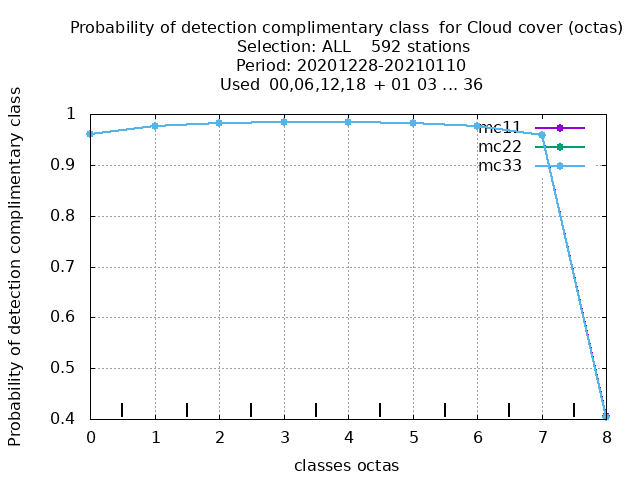 Probability of detection complimentary class  for Cloud cover (octas)
Selection: ALL    592 stations
Period: 20201228-20210110
Used  00,06,12,18  + 01 03 ... 36
Probability of detection complimentary class
1
0.9
0.8
0.7
0.6
0.5
0.4
mc11
mc22
mc33
0 1 2 3 4 5 6 7 8
classes octas